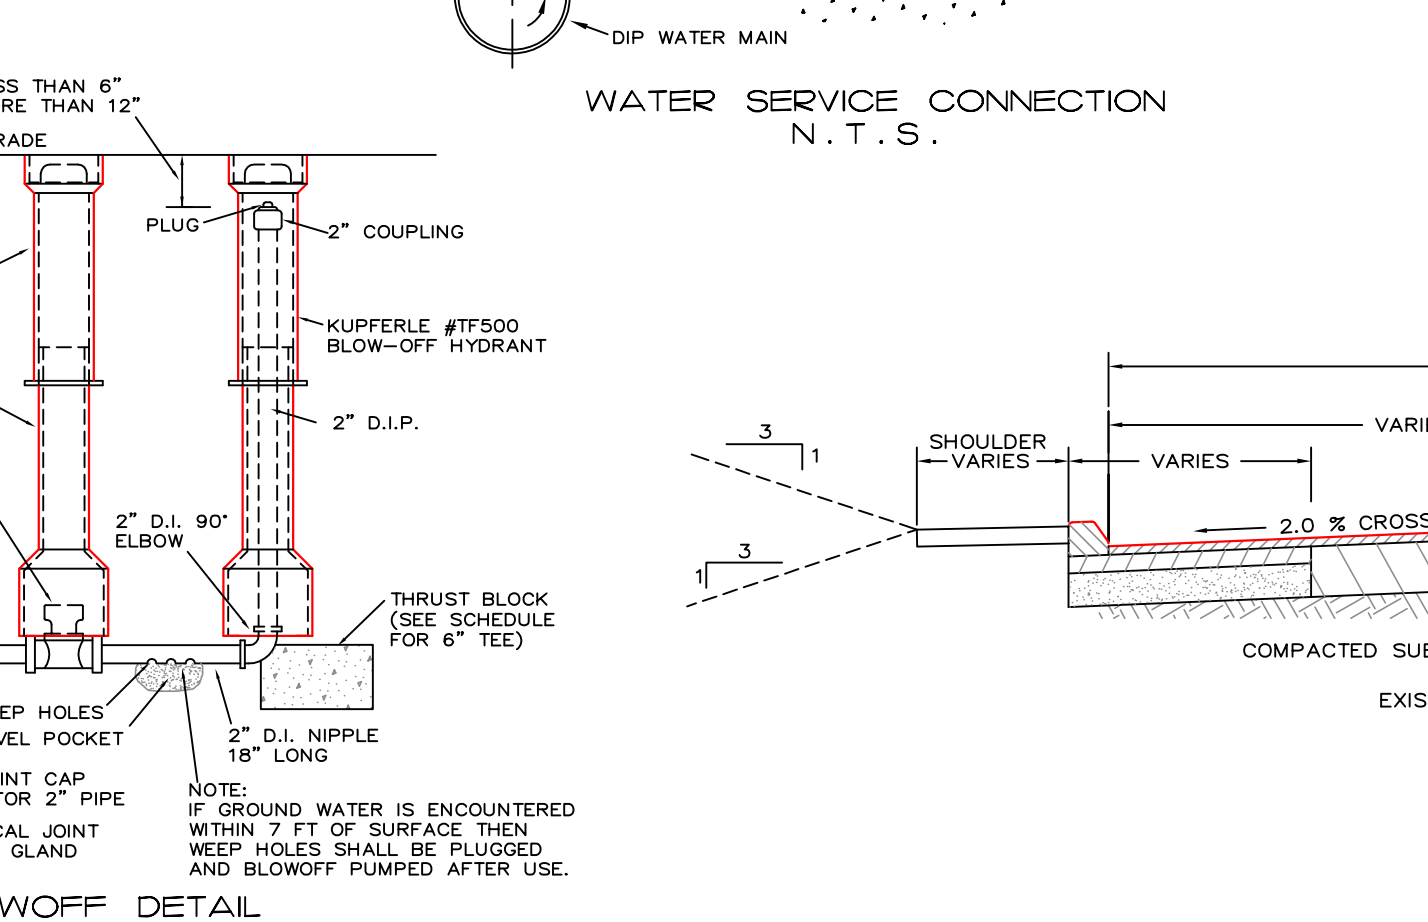 DIP WATER MAIN
WATER SERVICE CONNECTION
N.T.S.
SS THAN 6"
RE THAN 12"
RADE
PLUG
2" COUPLING
KUPFERLE #TF500
BLOW-OFF HYDRANT
2" D.I.P.
2" D.I. 90°
ELBOW
THRUST BLOCK
(SEE SCHEDULE
FOR 6" TEE)
EP HOLES
VEL POCKET
2" D.I. NIPPLE
18" LONG
INT CAP
FOR 2" PIPE
CAL JOINT
GLAND
NOTE:
IF GROUND WATER IS ENCOUNTERED
WITHIN 7 FT OF SURFACE THEN
WEEP HOLES SHALL BE PLUGGED
AND BLOWOFF PUMPED AFTER USE.
WOFF DETAIL
3
1
3
1
SHOULDER
VARIES
VARIES
VARIE
2.0 % CROSS
COMPACTED SUB
EXIS